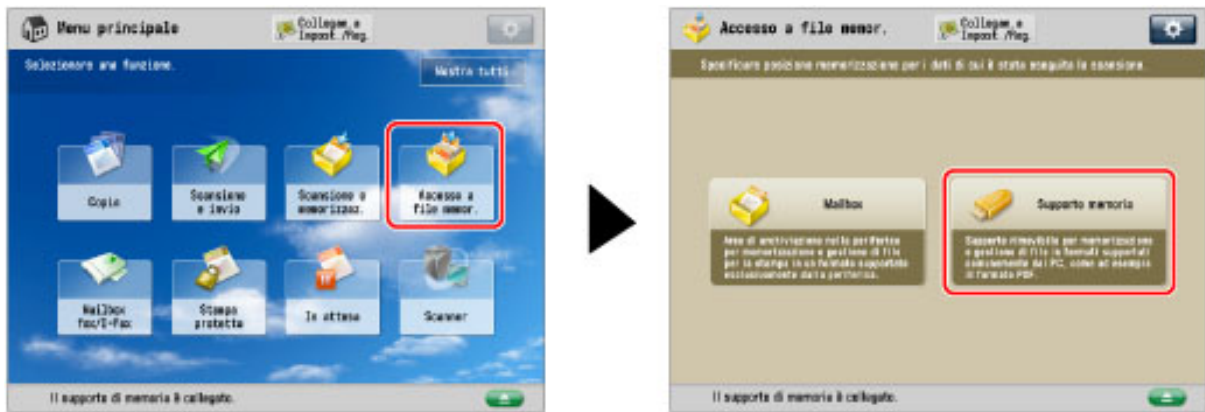 Menu principale
Collegam. e
Impost./Reg.
Selezionare una funzione.
Mostra tutti
Copia
Scansione
e invio
Scansione e
memorizzaz.
Accesso a
file memor.
Mailbox
fax/I-Fax
Stampa
protetta
In attesa
Scanner
Il supporto di memoria è collegato.
Accesso a file memor.
Collegam. e
Impost./Reg.
Specificare posizione memorizzazione per i dati di cui è stata eseguita la scansione.
Mailbox
Area di archiviazione nella periferica
per memorizzazione e gestione di file
per la stampa in un formato supportato
esclusivamente dalla periferica.
Supporto memoria
Supporto rimovibile per memorizzazione
e gestione di file in formati supportati
comunemente dai PC, come ad esempio
il formato PDF.
Il supporto di memoria è collegato.